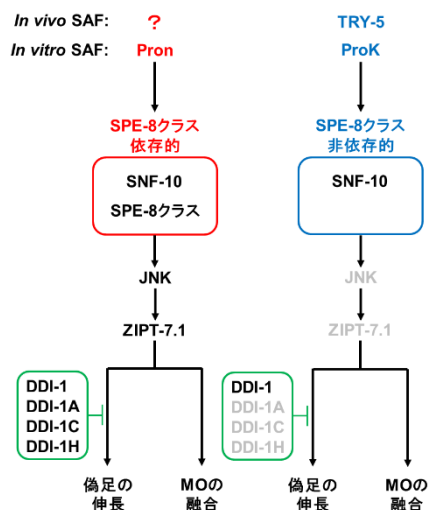 In vivo SAF: ? TRY-5
In vitro SAF: Pron ProK
SPE-8クラス
依存的
SPE-8クラス
非依存的
SNF-10
SPE-8クラス
SNF-10
JNK
JNK
ZIPT-7.1
ZIPT-7.1
DDI-1
DDI-1A
DDI-1C
DDI-1H
DDI-1
DDI-1A
DDI-1C
DDI-1H
偽足の
伸長
MOの
融合
偽足の
伸長
MOの
融合